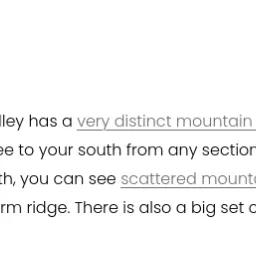 lley has a very distinct mountain
ee to your south from any section
th, you can see scattered mounta
rm ridge. There is also a big set o